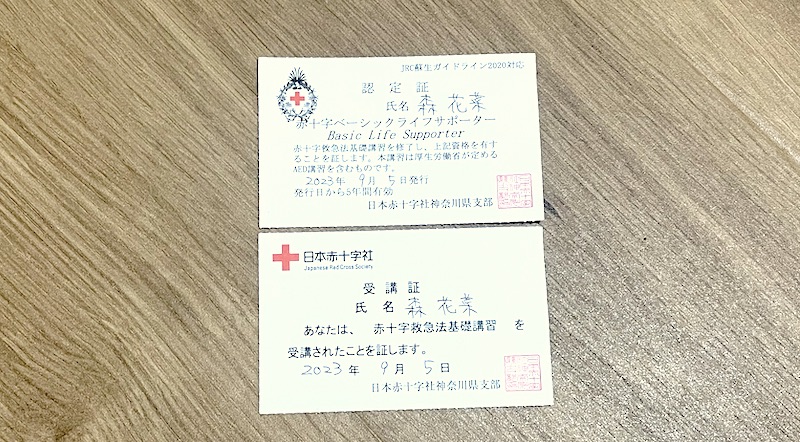 JRC蘇生ガイドライン2020対応
認定証
氏名 森 花菜
赤十字ベーシックライフサポーター
Basic Life Supporter
赤十字救急法基礎講習を修了し、上記資格を有す
ることを証します。本講習は厚生労働省が定める
AED講習を含むものです。
2023年 9月 5日発行
発行日から5年間有効
日本赤十字社神奈川県支部
日本赤十字社
Japanese Red Cross Society
受講証
氏名 森 花菜
あなたは、 赤十字救急法基礎講習 を
受講されたことを証します。
2023年 9月 5日
日本赤十字社神奈川県支部